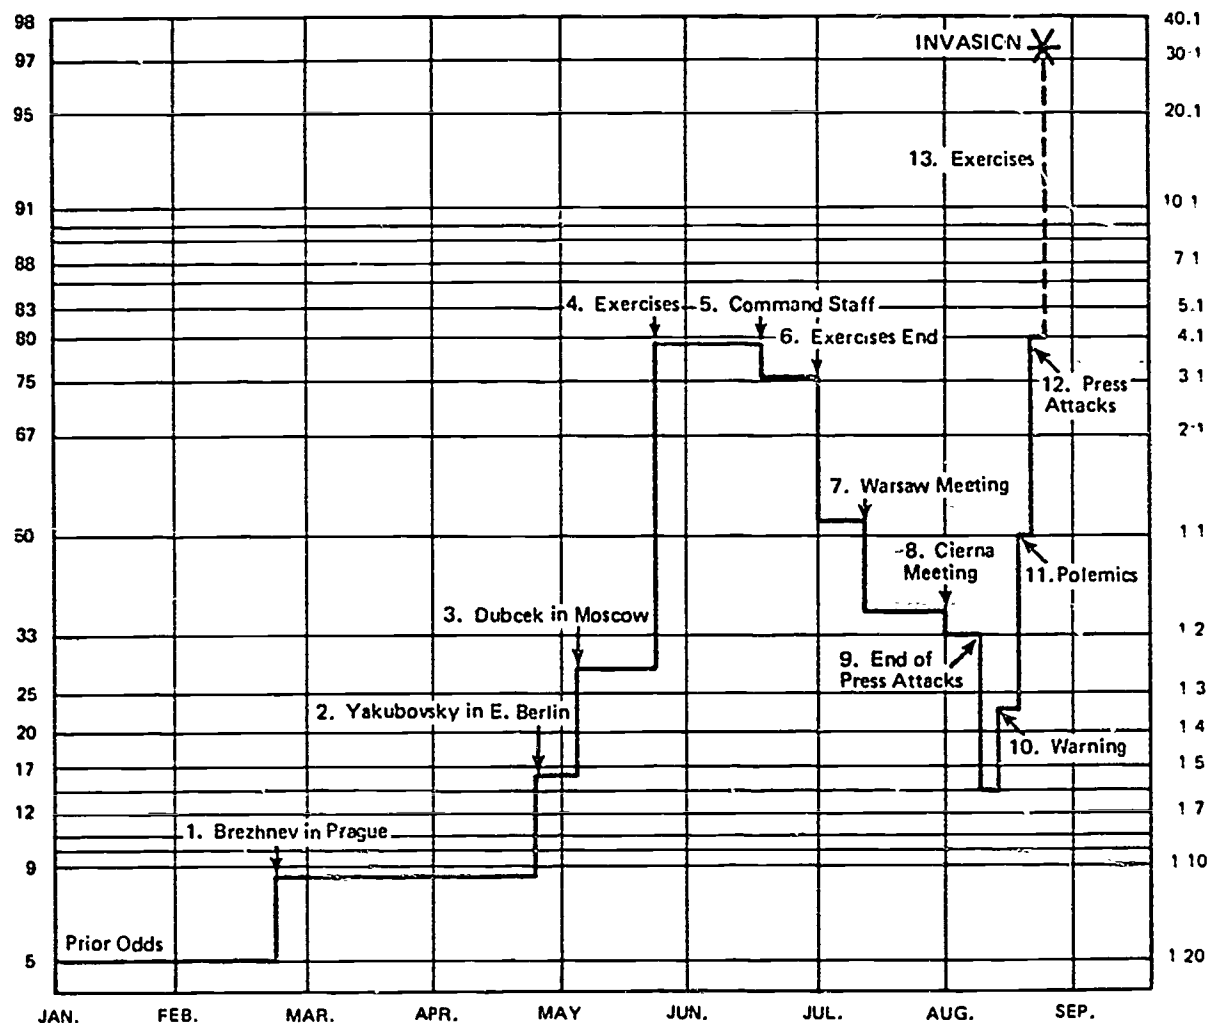 98 40.1
INVASION
97 30·1
95 20.1
13. Exercises
91 10 1
88 7 1
4. Exercises 5. Command Staff
83 5.1
6. Exercises End
80 4.1
75 3 1
12. Press
Attacks
67 2·1
7. Warsaw Meeting
50 1 1
8. Cierna
Meeting
11. Polemics
3. Dubcek in Moscow
33 1 2
9. End of
Press Attacks
25 1 3
2. Yakubovsky in E. Berlin
20 1 4
10. Warning
17 1 5
12 1 7
1. Brezhnev in Prague
9 1 10
Prior Odds
5 1 20
JAN. FEB. MAR. APR. MAY JUN. JUL. AUG. SEP.